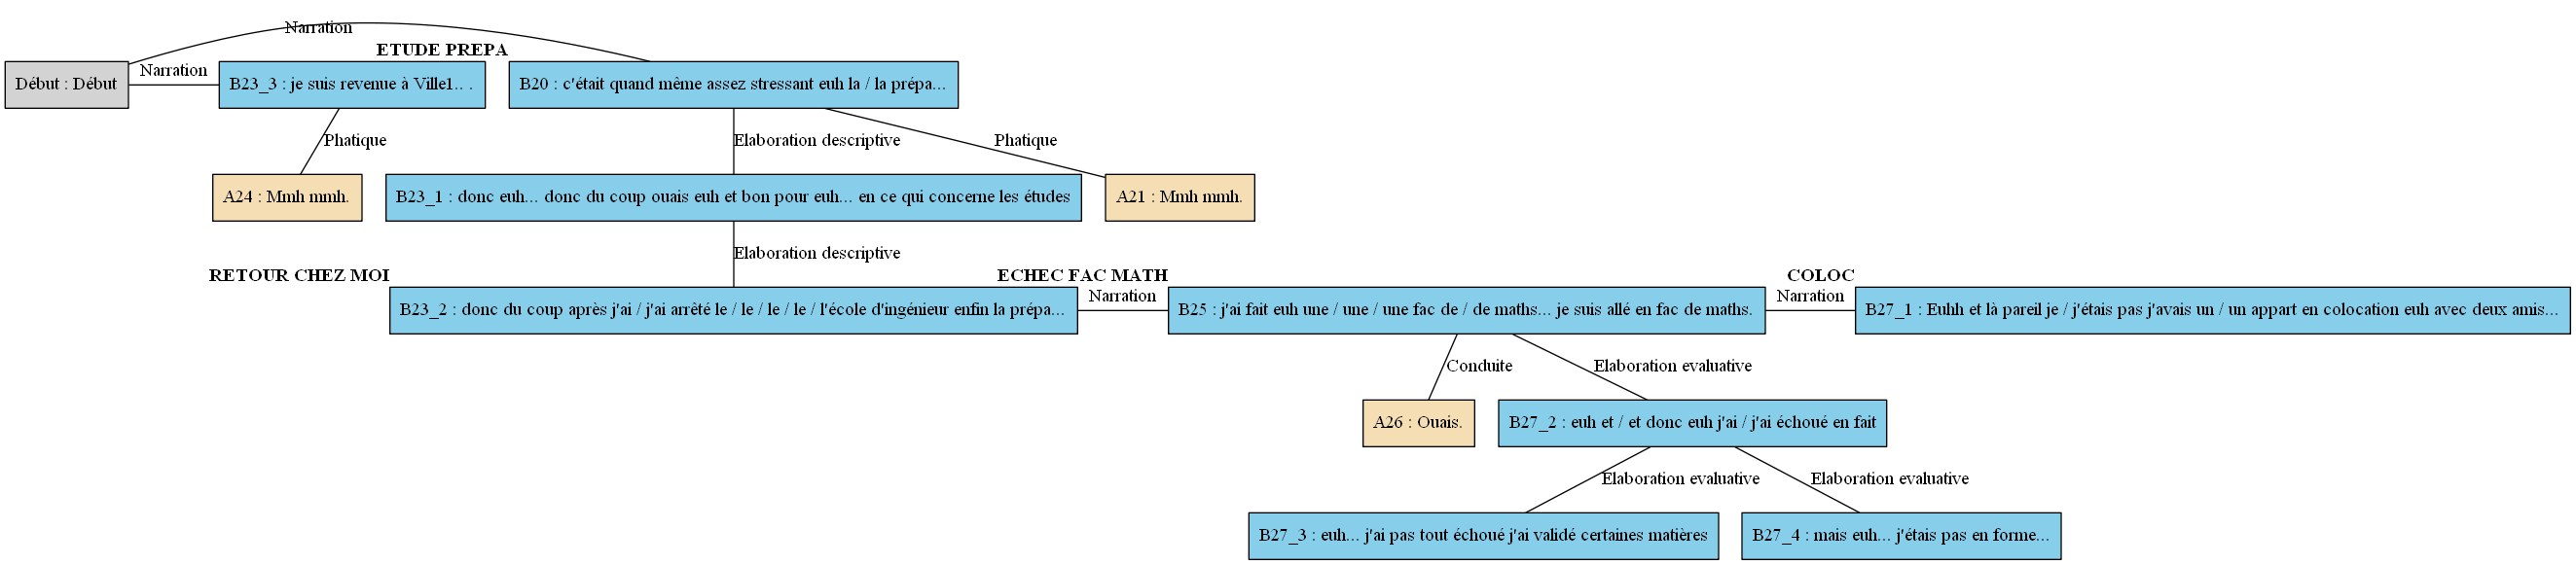 Narration
ETUDE PREPA
Début : Début
Narration
B23_3 : je suis revenue à Ville1.. .
B20 : c'était quand même assez stressant euh la / la prépa...
Phatique
Elaboration descriptive
Phatique
A24 : Mmh mmh.
B23_1 : donc euh... donc du coup ouais euh et bon pour euh... en ce qui concerne les études
A21 : Mmh mmh.
Elaboration descriptive
RETOUR CHEZ MOI
ECHEC FAC MATH
COLOC
B23_2 : donc du coup après j'ai / j'ai arrêté le / le / le / le / l'école d'ingénieur enfin la prépa...
Narration
B25 : j'ai fait euh une / une / une fac de / de maths... je suis allé en fac de maths.
Narration
B27_1 : Euhh et là pareil je / j'étais pas j'avais un / un appart en colocation euh avec deux amis...
Conduite
Elaboration evaluative
A26 : Ouais.
B27_2 : euh et / et donc euh j'ai / j'ai échoué en fait
Elaboration evaluative
Elaboration evaluative
B27_3 : euh... j'ai pas tout échoué j'ai validé certaines matières
B27_4 : mais euh... j'étais pas en forme...